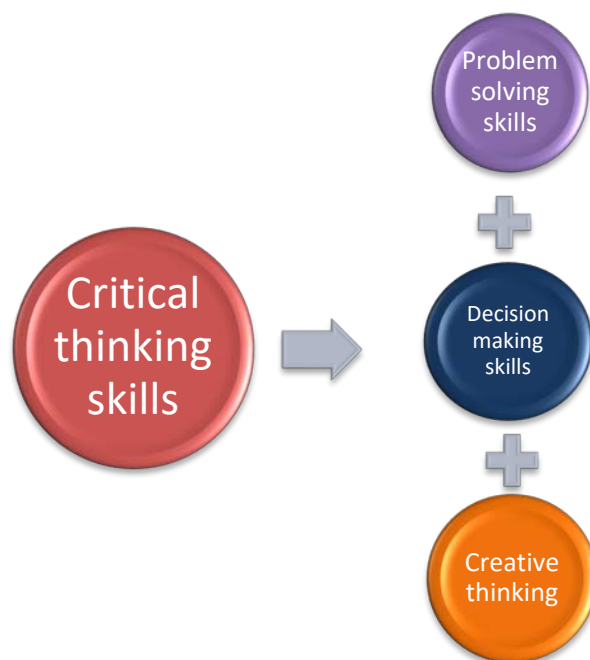 Problem
solving
skills
Critical
thinking
skills
Decision
making
skills
Creative
thinking